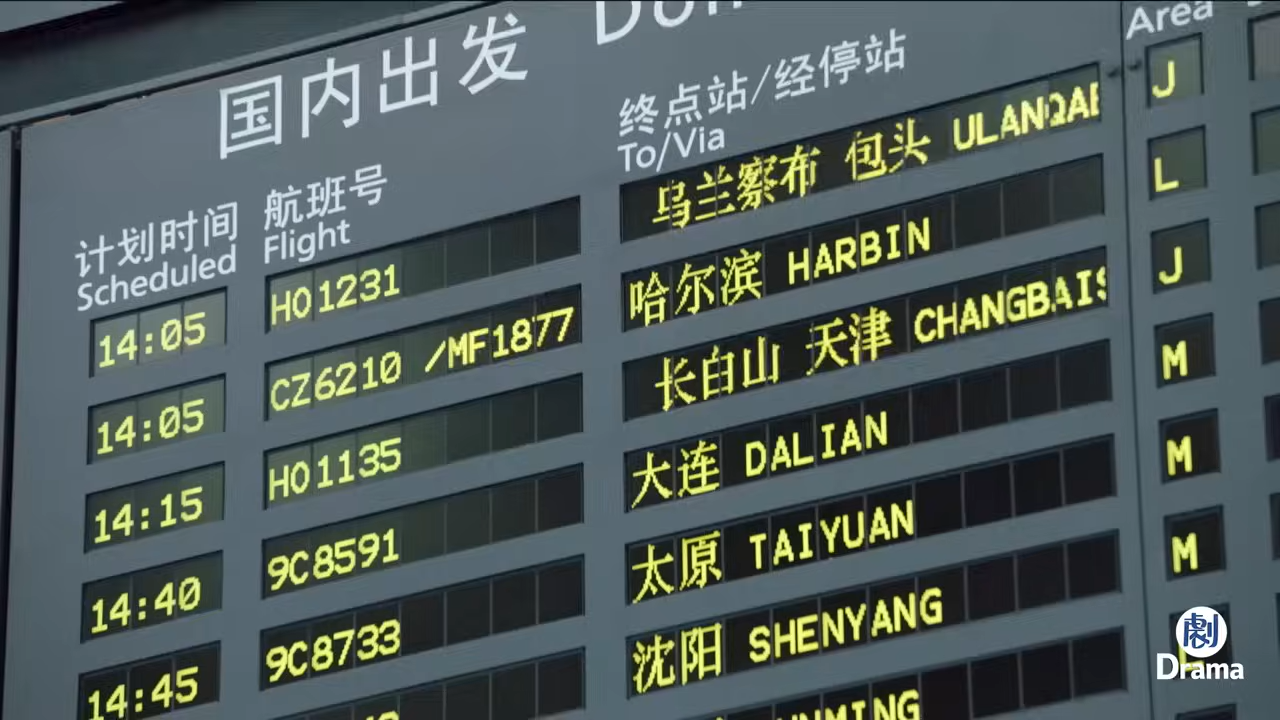 国内出发
计划时间 航班号 终点站/经停站
Scheduled Flight To/Via Area
14:05 HO1231 乌兰察布 包头 ULANQAB J
14:05 CZ6210 /MF1877 哈尔滨 HARBIN L
14:15 HO1135 长白山 天津 CHANGBAIS J
14:40 9C8591 大连 DALIAN M
14:45 9C8733 太原 TAIYUAN M
沈阳 SHENYANG M
劇
Drama